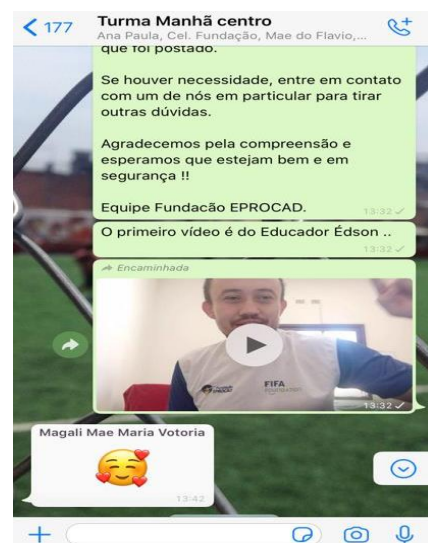 177
Turma Manhã centro
Ana Paula, Cel. Fundação, Mae do Flavio,...
que foi postado.
Se houver necessidade, entre em contato
com um de nós em particular para tirar
outras dúvidas.
Agradecemos pela compreensão e
esperamos que estejam bem e em
segurança !!
Equipe Fundacão EPROCAD.
13:32
O primeiro vídeo é do Educador Édson ..
13:32
Encaminhada
EPROCAD
FIFA
FOUNDATION
13:32
Magali Mae Maria Votoria
13:42